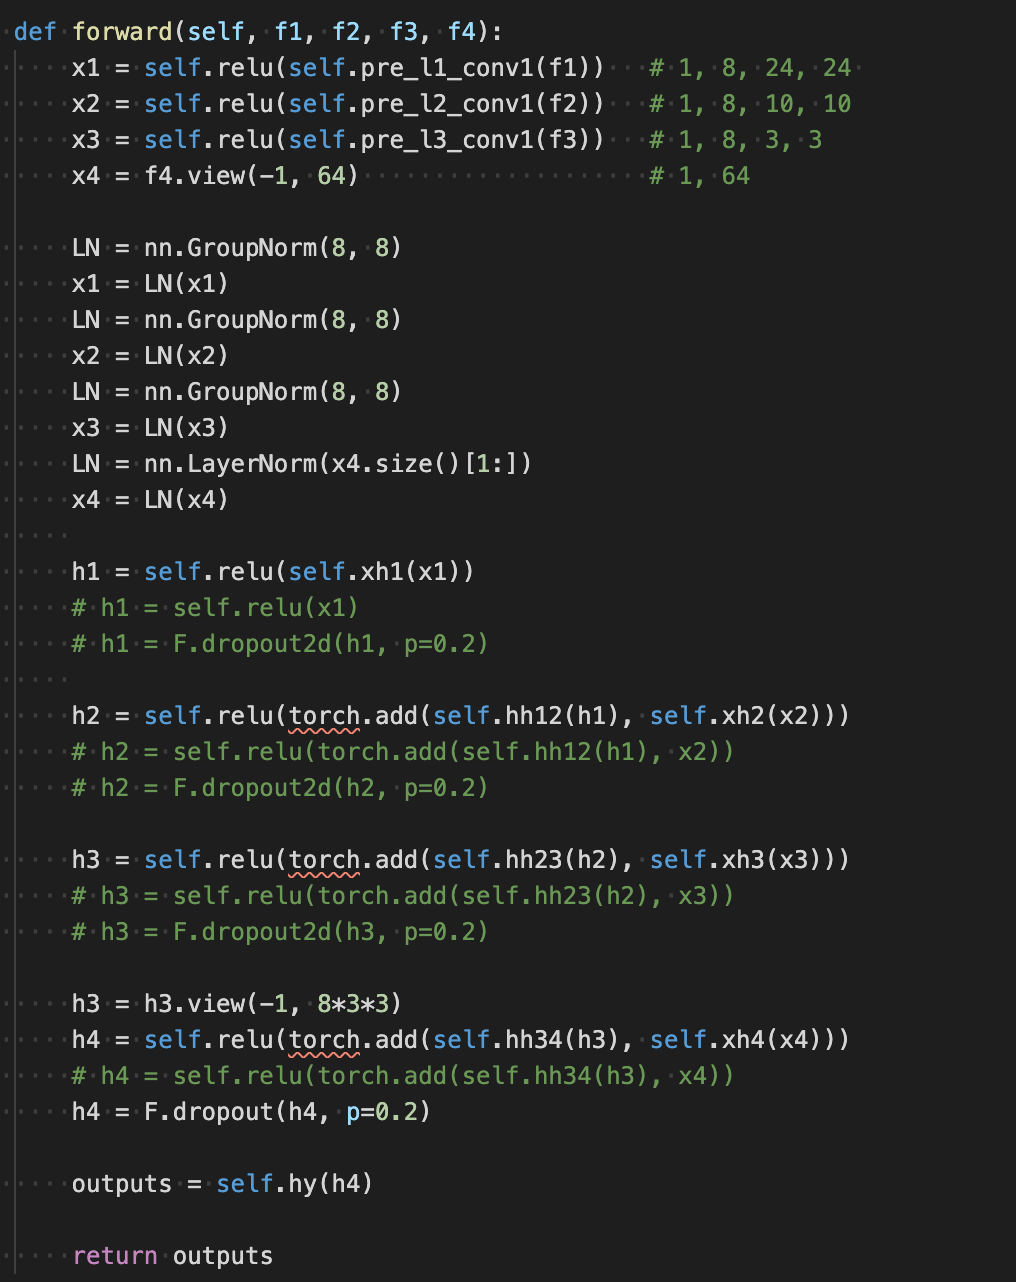 def forward(self, f1, f2, f3, f4):
x1 = self.relu(self.pre_l1_conv1(f1))   # 1, 8, 24, 24
x2 = self.relu(self.pre_l2_conv1(f2))   # 1, 8, 10, 10
x3 = self.relu(self.pre_l3_conv1(f3))   # 1, 8, 3, 3
x4 = f4.view(-1, 64)                    # 1, 64
LN = nn.GroupNorm(8, 8)
x1 = LN(x1)
LN = nn.GroupNorm(8, 8)
x2 = LN(x2)
LN = nn.GroupNorm(8, 8)
x3 = LN(x3)
LN = nn.LayerNorm(x4.size()[1:])
x4 = LN(x4)
h1 = self.relu(self.xh1(x1))
# h1 = self.relu(x1)
# h1 = F.dropout2d(h1, p=0.2)
h2 = self.relu(torch.add(self.hh12(h1), self.xh2(x2)))
# h2 = self.relu(torch.add(self.hh12(h1), x2))
# h2 = F.dropout2d(h2, p=0.2)
h3 = self.relu(torch.add(self.hh23(h2), self.xh3(x3)))
# h3 = self.relu(torch.add(self.hh23(h2), x3))
# h3 = F.dropout2d(h3, p=0.2)
h3 = h3.view(-1, 8*3*3)
h4 = self.relu(torch.add(self.hh34(h3), self.xh4(x4)))
# h4 = self.relu(torch.add(self.hh34(h3), x4))
h4 = F.dropout(h4, p=0.2)
outputs = self.hy(h4)
return outputs